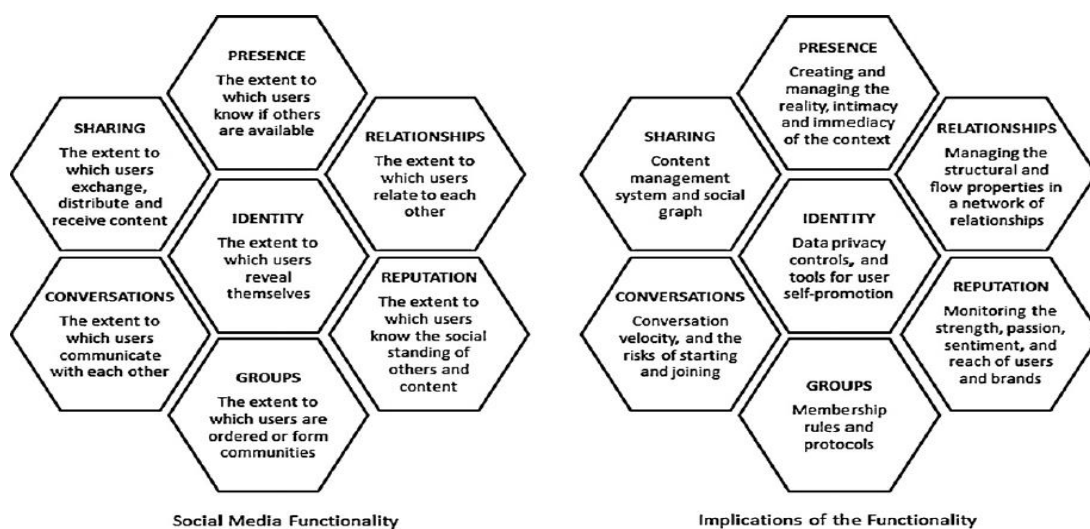 PRESENCE
The extent to
which users
know if others
are available
SHARING
The extent to
which users
exchange,
distribute and
receive content
RELATIONSHIPS
The extent to
which users
relate to each
other
IDENTITY
The extent to
which users
reveal
themselves
CONVERSATIONS
The extent to
which users
communicate
with each other
REPUTATION
The extent to
which users
know the social
standing of
others and
content
GROUPS
The extent to
which users are
ordered or form
communities
Social Media Functionality
PRESENCE
Creating and
managing the
reality, intimacy
and immediacy
of the context
SHARING
Content
management
system and social
graph
RELATIONSHIPS
Managing the
structural and
flow properties in
a network of
relationships
IDENTITY
Data privacy
controls, and
tools for user
self-promotion
CONVERSATIONS
Conversation
velocity, and the
risks of starting
and joining
REPUTATION
Monitoring the
strength, passion,
sentiment, and
reach of users
and brands
GROUPS
Membership
rules and
protocols
Implications of the Functionality